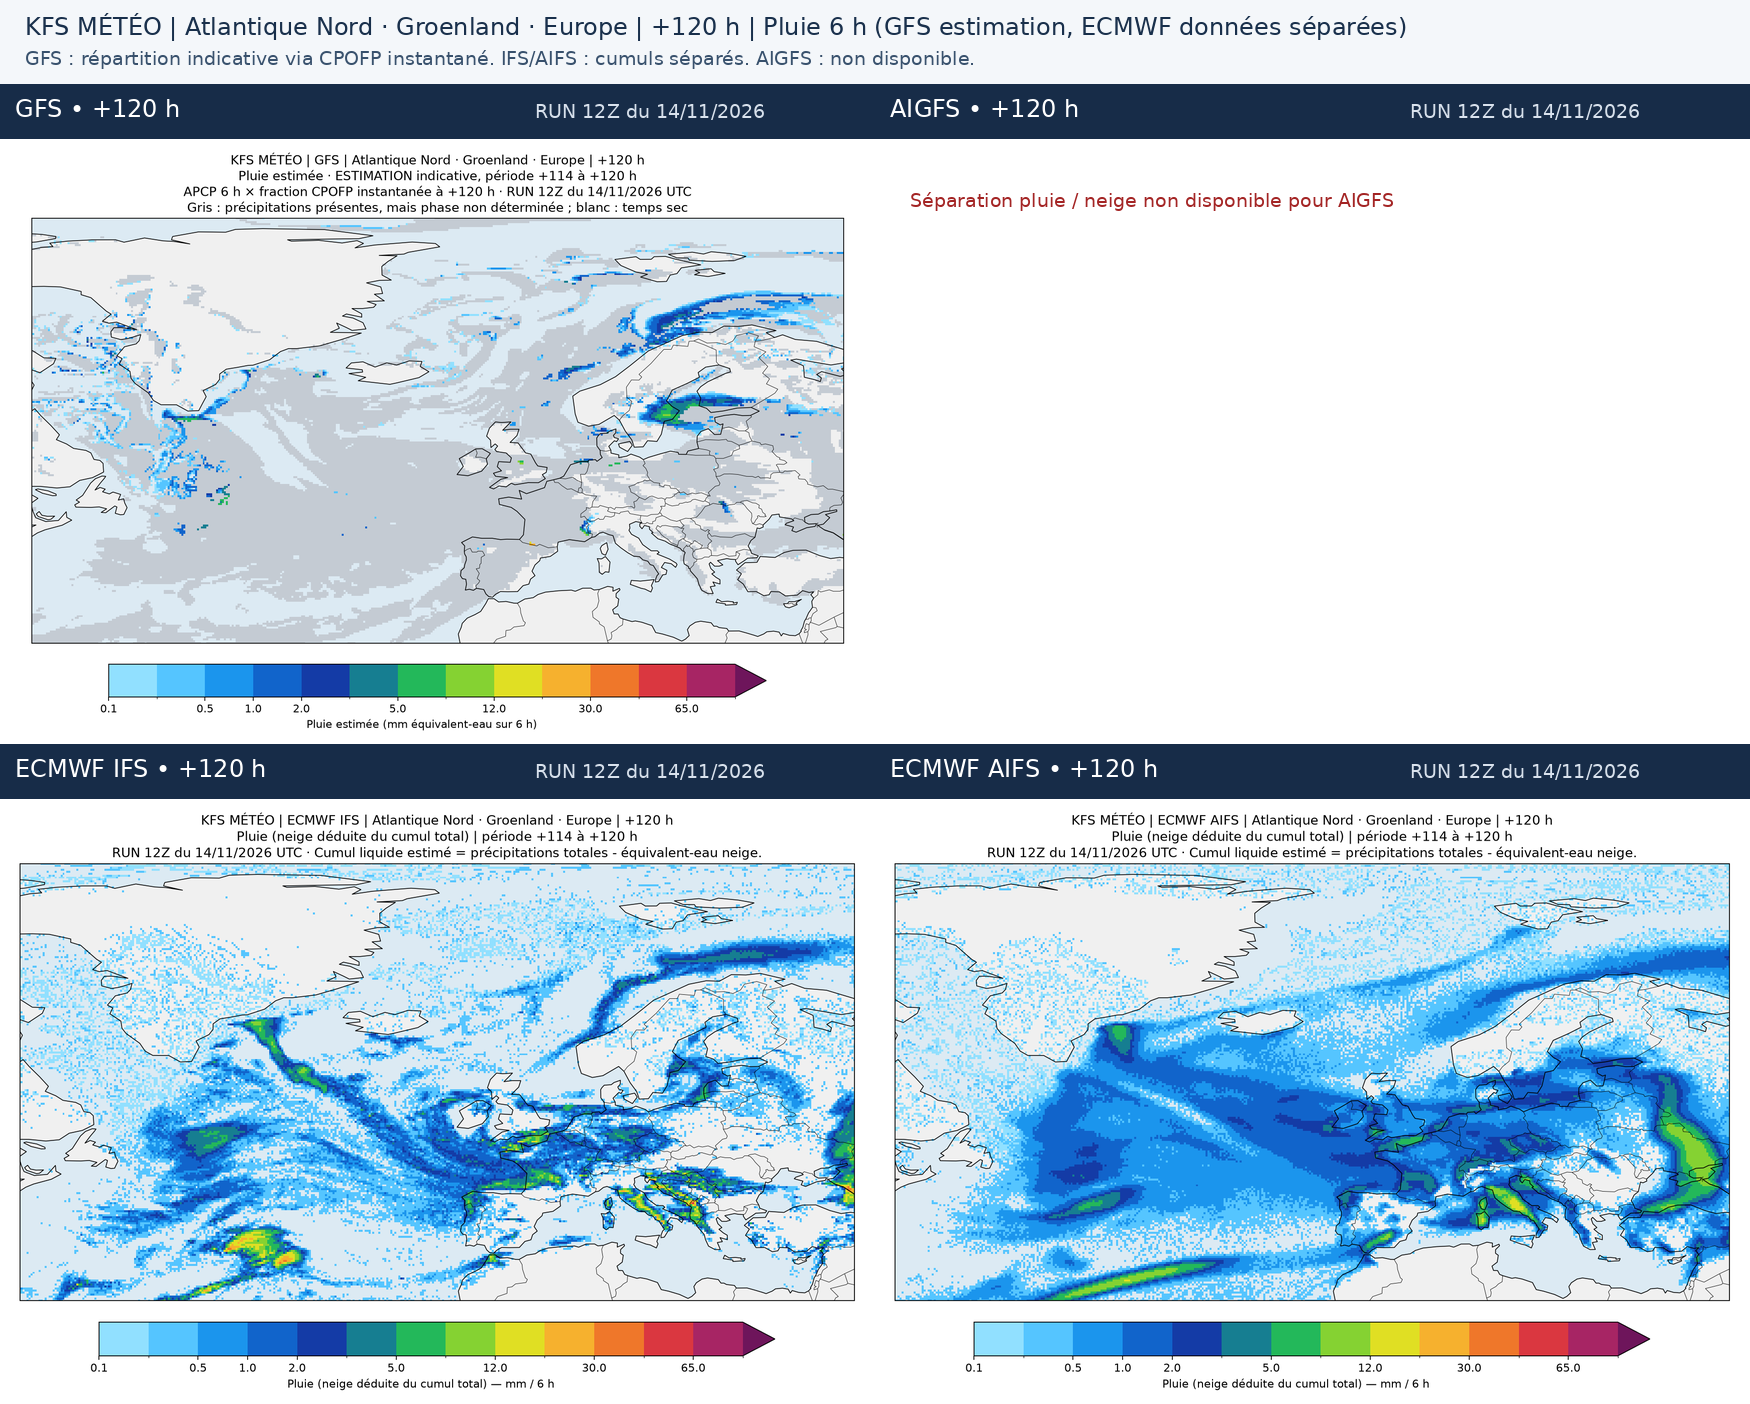 KFS MÉTÉO | Atlantique Nord · Groenland · Europe | +120 h | Pluie 6 h (GFS estimation, ECMWF données séparées)
GFS : répartition indicative via CPOFP instantané. IFS/AIFS : cumuls séparés. AIGFS : non disponible.
GFS • +120 h
RUN 12Z du 14/11/2026
AIGFS • +120 h
RUN 12Z du 14/11/2026
KFS MÉTÉO | GFS | Atlantique Nord · Groenland · Europe | +120 h
Pluie estimée · ESTIMATION indicative, période +114 à +120 h
APCP 6 h × fraction CPOFP instantanée à +120 h · RUN 12Z du 14/11/2026 UTC
Gris : précipitations présentes, mais phase non déterminée ; blanc : temps sec
Séparation pluie / neige non disponible pour AIGFS
0.1 0.5 1.0 2.0 5.0 12.0 30.0 65.0
Pluie estimée (mm équivalent-eau sur 6 h)
ECMWF IFS • +120 h
RUN 12Z du 14/11/2026
ECMWF AIFS • +120 h
RUN 12Z du 14/11/2026
KFS MÉTÉO | ECMWF IFS | Atlantique Nord · Groenland · Europe | +120 h
Pluie (neige déduite du cumul total) | période +114 à +120 h
RUN 12Z du 14/11/2026 UTC · Cumul liquide estimé = précipitations totales - équivalent-eau neige.
0.1 0.5 1.0 2.0 5.0 12.0 30.0 65.0
Pluie (neige déduite du cumul total) — mm / 6 h
KFS MÉTÉO | ECMWF AIFS | Atlantique Nord · Groenland · Europe | +120 h
Pluie (neige déduite du cumul total) | période +114 à +120 h
RUN 12Z du 14/11/2026 UTC · Cumul liquide estimé = précipitations totales - équivalent-eau neige.
0.1 0.5 1.0 2.0 5.0 12.0 30.0 65.0
Pluie (neige déduite du cumul total) — mm / 6 h